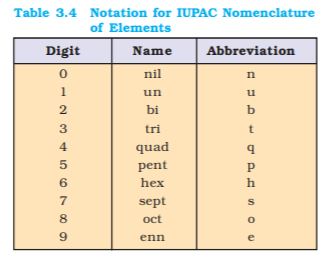 Table 3.4 Notation for IUPAC Nomenclature
of Elements
Digit Name Abbreviation
0 nil n
1 un u
2 bi b
3 tri t
4 quad q
5 pent p
6 hex h
7 sept s
8 oct o
9 enn e